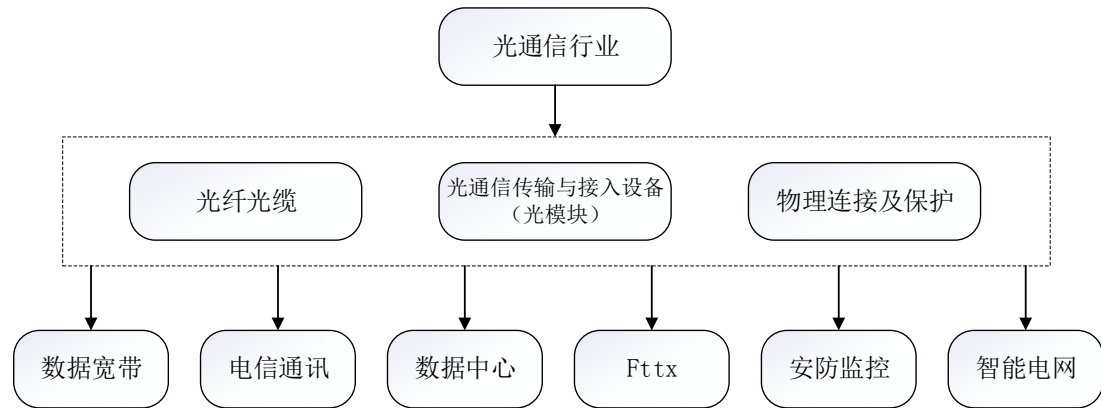 光通信行业
光纤光缆
光通信传输与接入设备
（光模块）
物理连接及保护
数据宽带
电信通讯
数据中心
Fttx
安防监控
智能电网